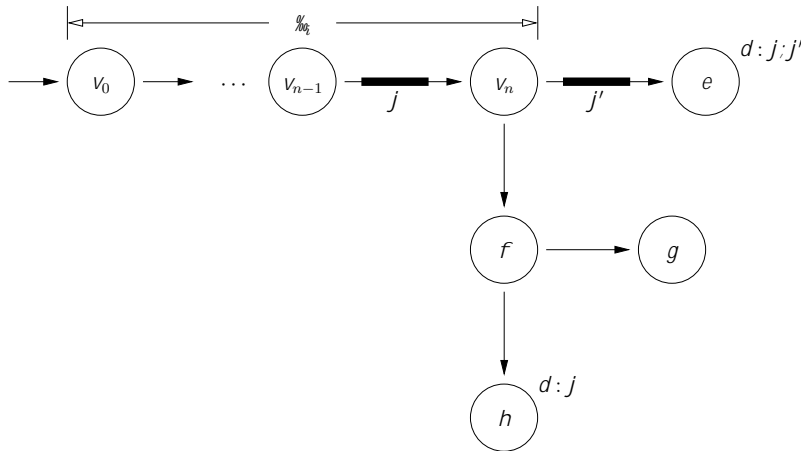 ‰i
d : j; j′
v0 ... vn−1 vn e
j j′
f g
d : j
h